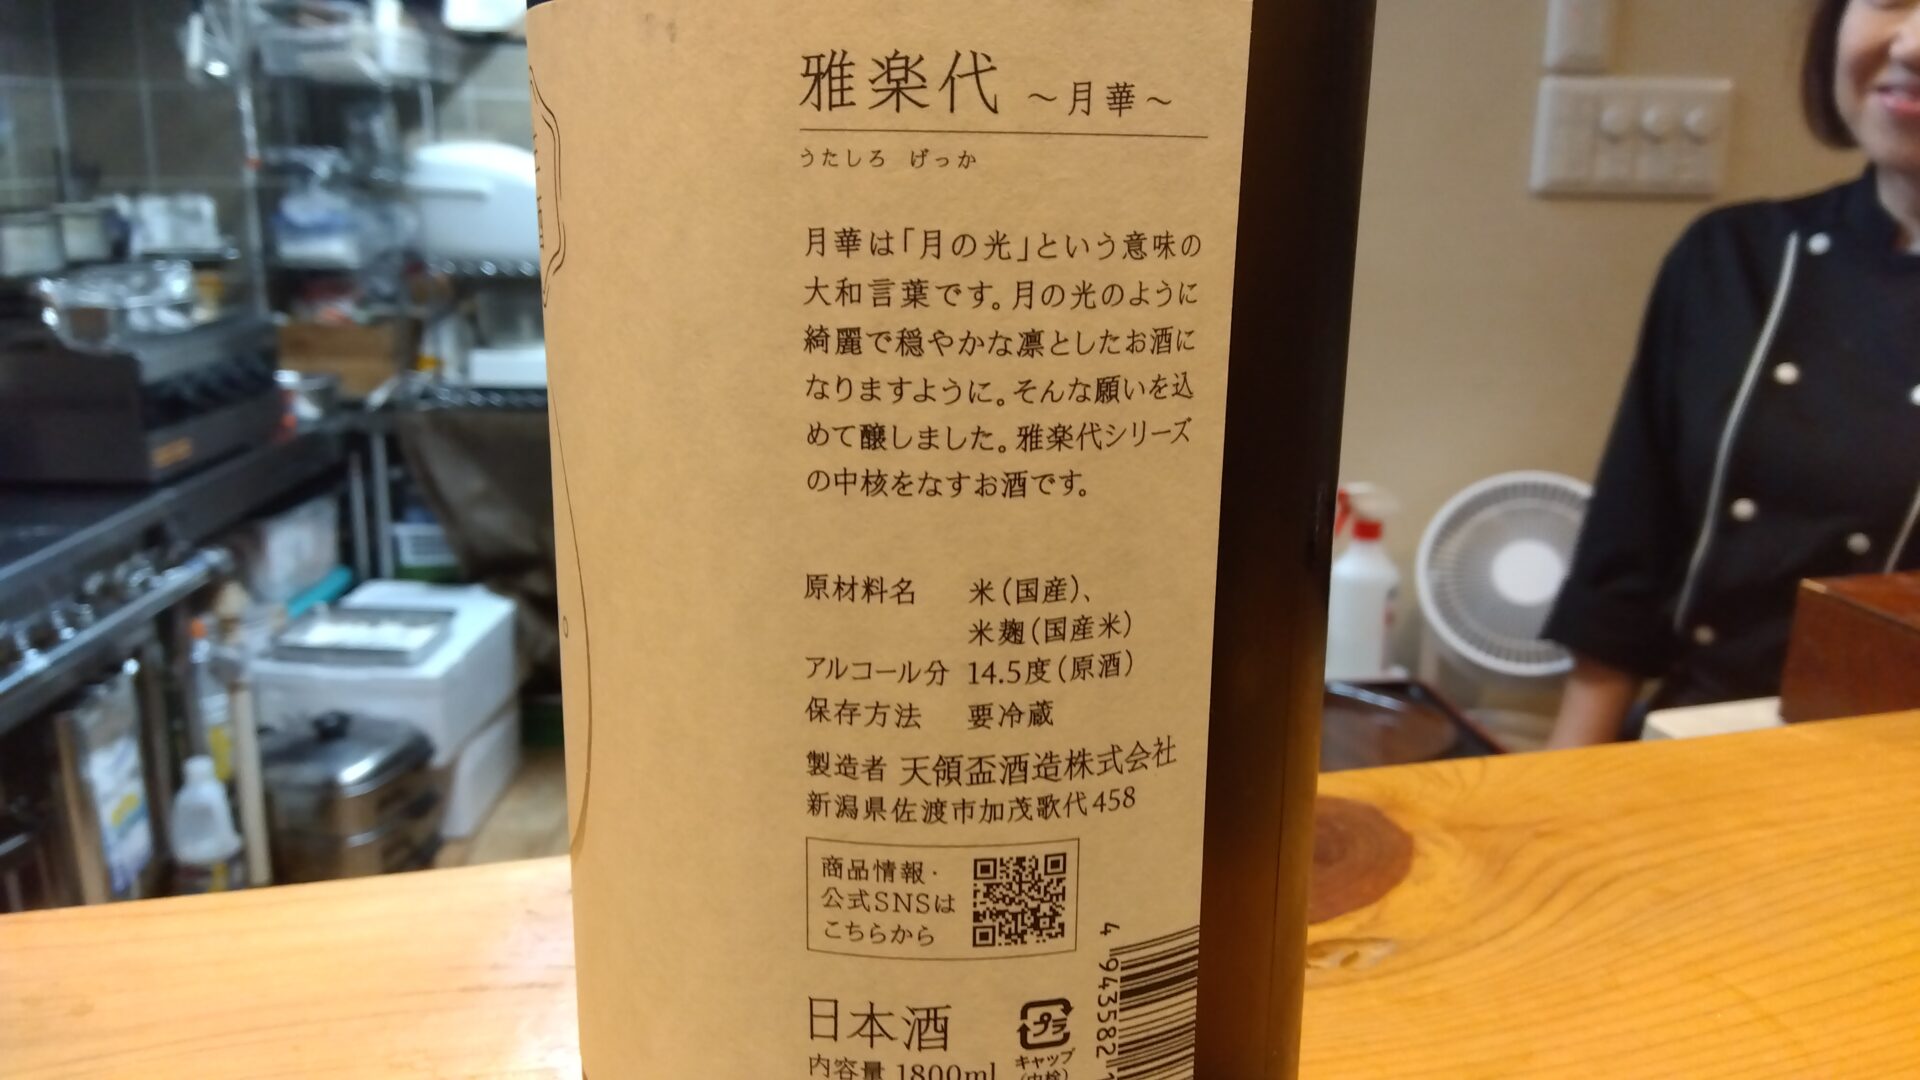 雅楽代 ～月華～
うたしろ げっか
月華は「月の光」という意味の
大和言葉です。月の光のように
綺麗で穏やかな凛としたお酒に
なりますように。そんな願いを込
めて醸しました。雅楽代シリーズ
の中核をなすお酒です。
原材料名 米（国産）、
米麹（国産米）
アルコール分 14.5度（原酒）
保存方法 要冷蔵
製造者 天領盃酒造株式会社
新潟県佐渡市加茂歌代458
商品情報・
公式SNSは
こちらから
日本酒
内容量 1800ml
プラ
キャップ
4 943582